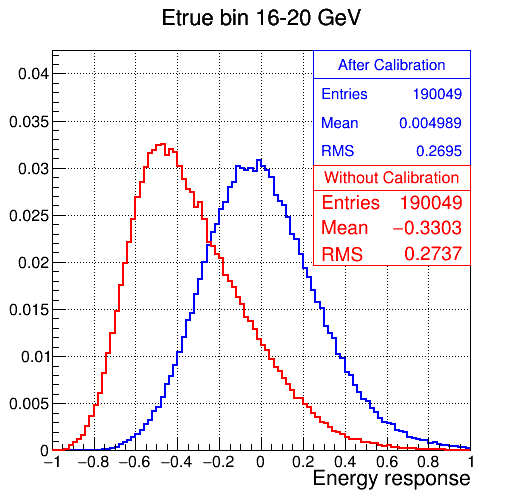 Etrue bin 16-20 GeV
After Calibration
Entries 190049
Mean 0.004989
RMS 0.2695
Without Calibration
Entries 190049
Mean −0.3303
RMS 0.2737
0.04
0.035
0.03
0.025
0.02
0.015
0.01
0.005
0
−1 −0.8 −0.6 −0.4 −0.2 0 0.2 0.4 0.6 0.8 1
Energy response